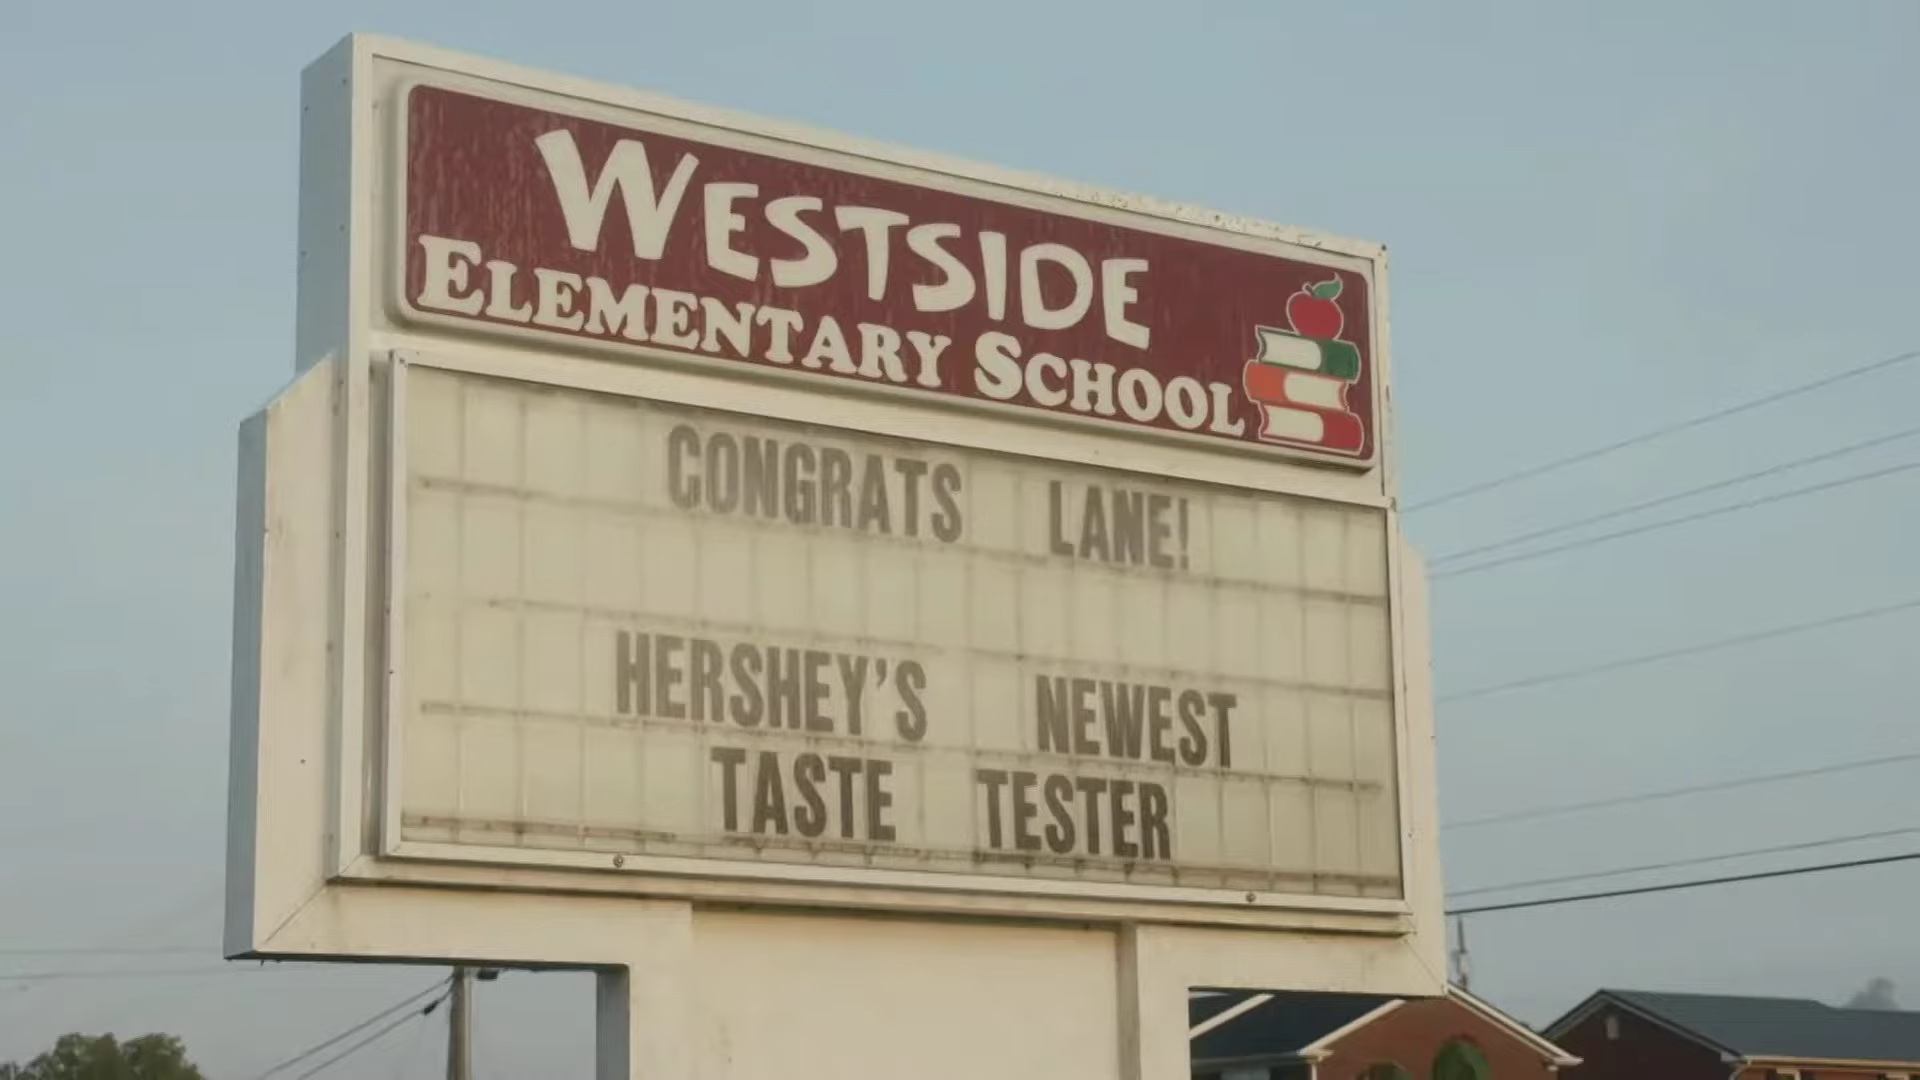 WESTSIDE
ELEMENTARY SCHOOL
CONGRATS LANE!
HERSHEY'S NEWEST
TASTE TESTER